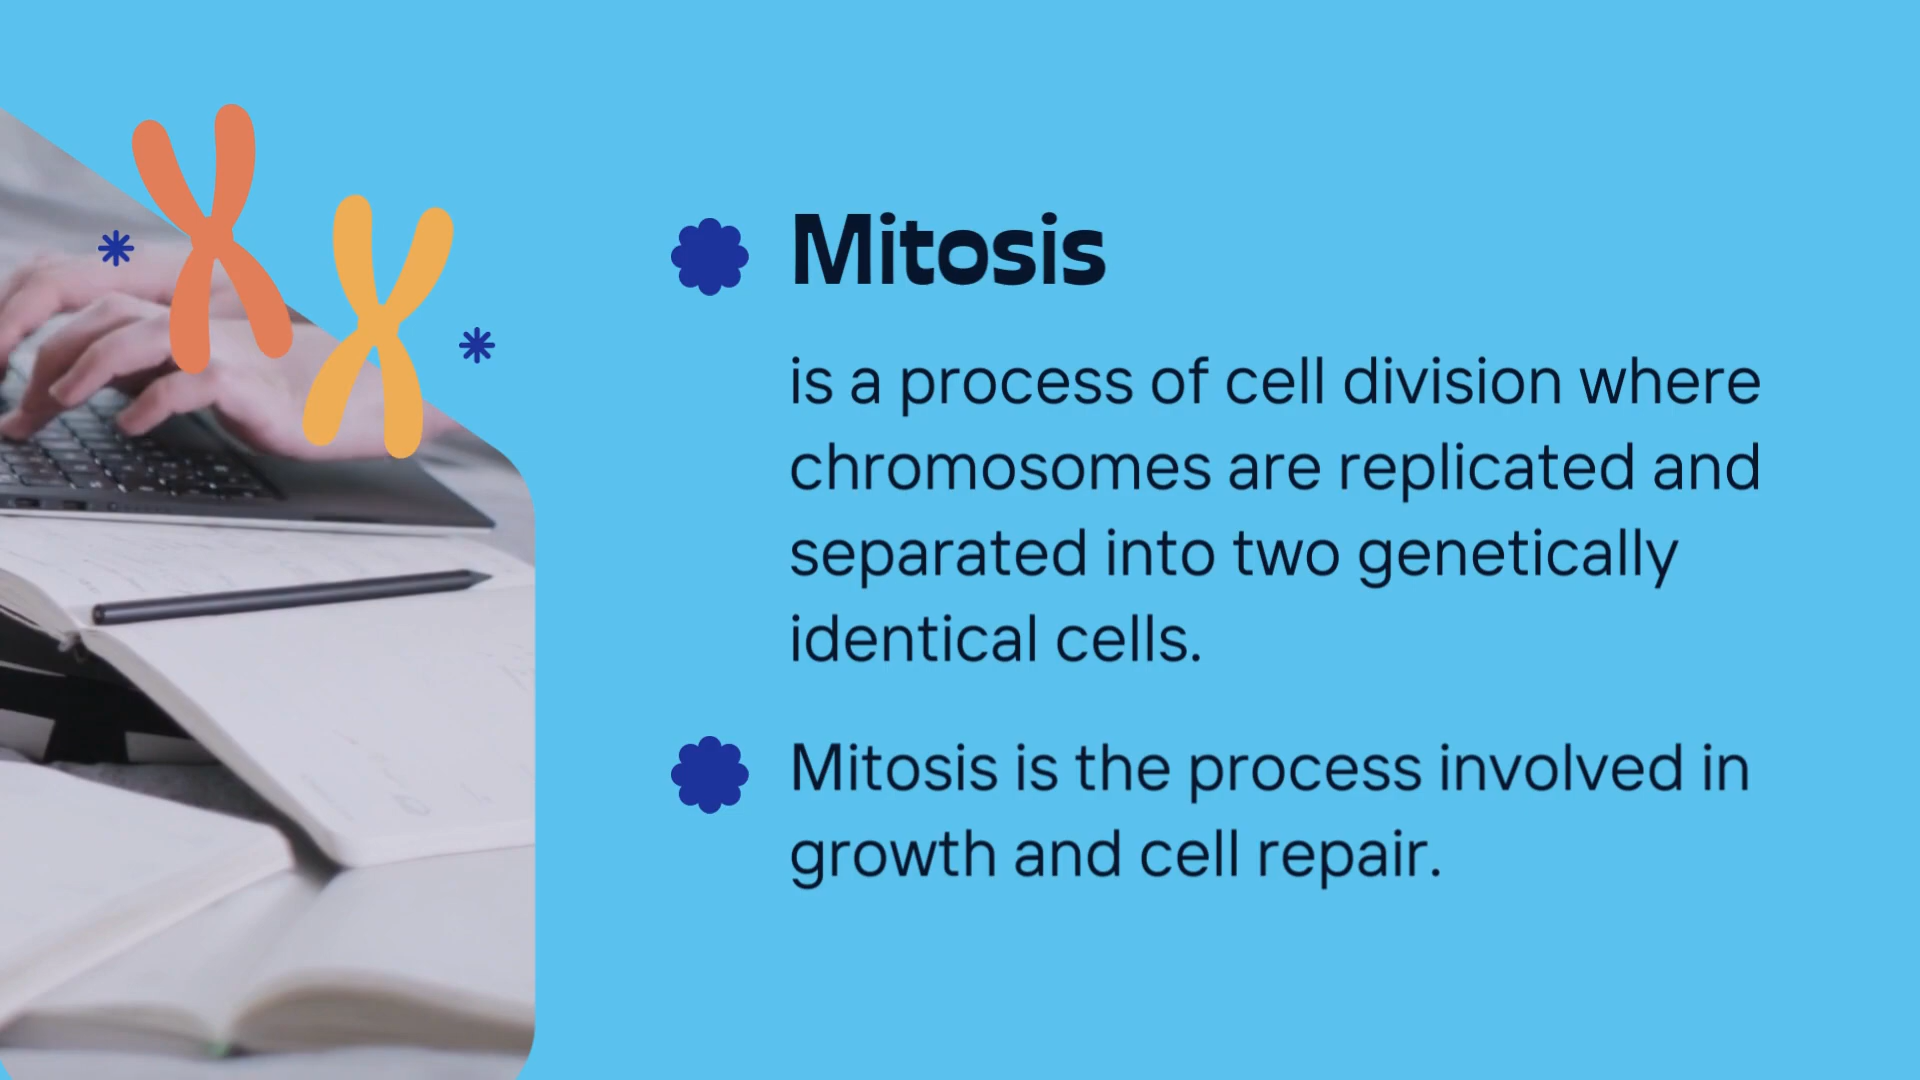 Mitosis
is a process of cell division where
chromosomes are replicated and
separated into two genetically
identical cells.
Mitosis is the process involved in
growth and cell repair.